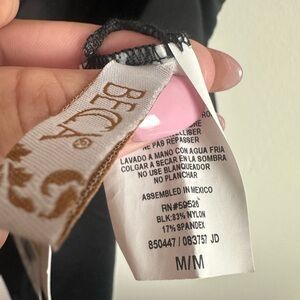 BECA®
NE PAS REPASSER
LAVADO A MANO CON AGUA FRIA
COLGAR A SECAR EN LA SOMBRA
NO USE BLANQUEADOR
NO PLANCHAR
ASSEMBLED IN MEXICO
RN#59526
BLK:83% NYLON
17% SPANDEX
850447 / 083757 JD
M/M